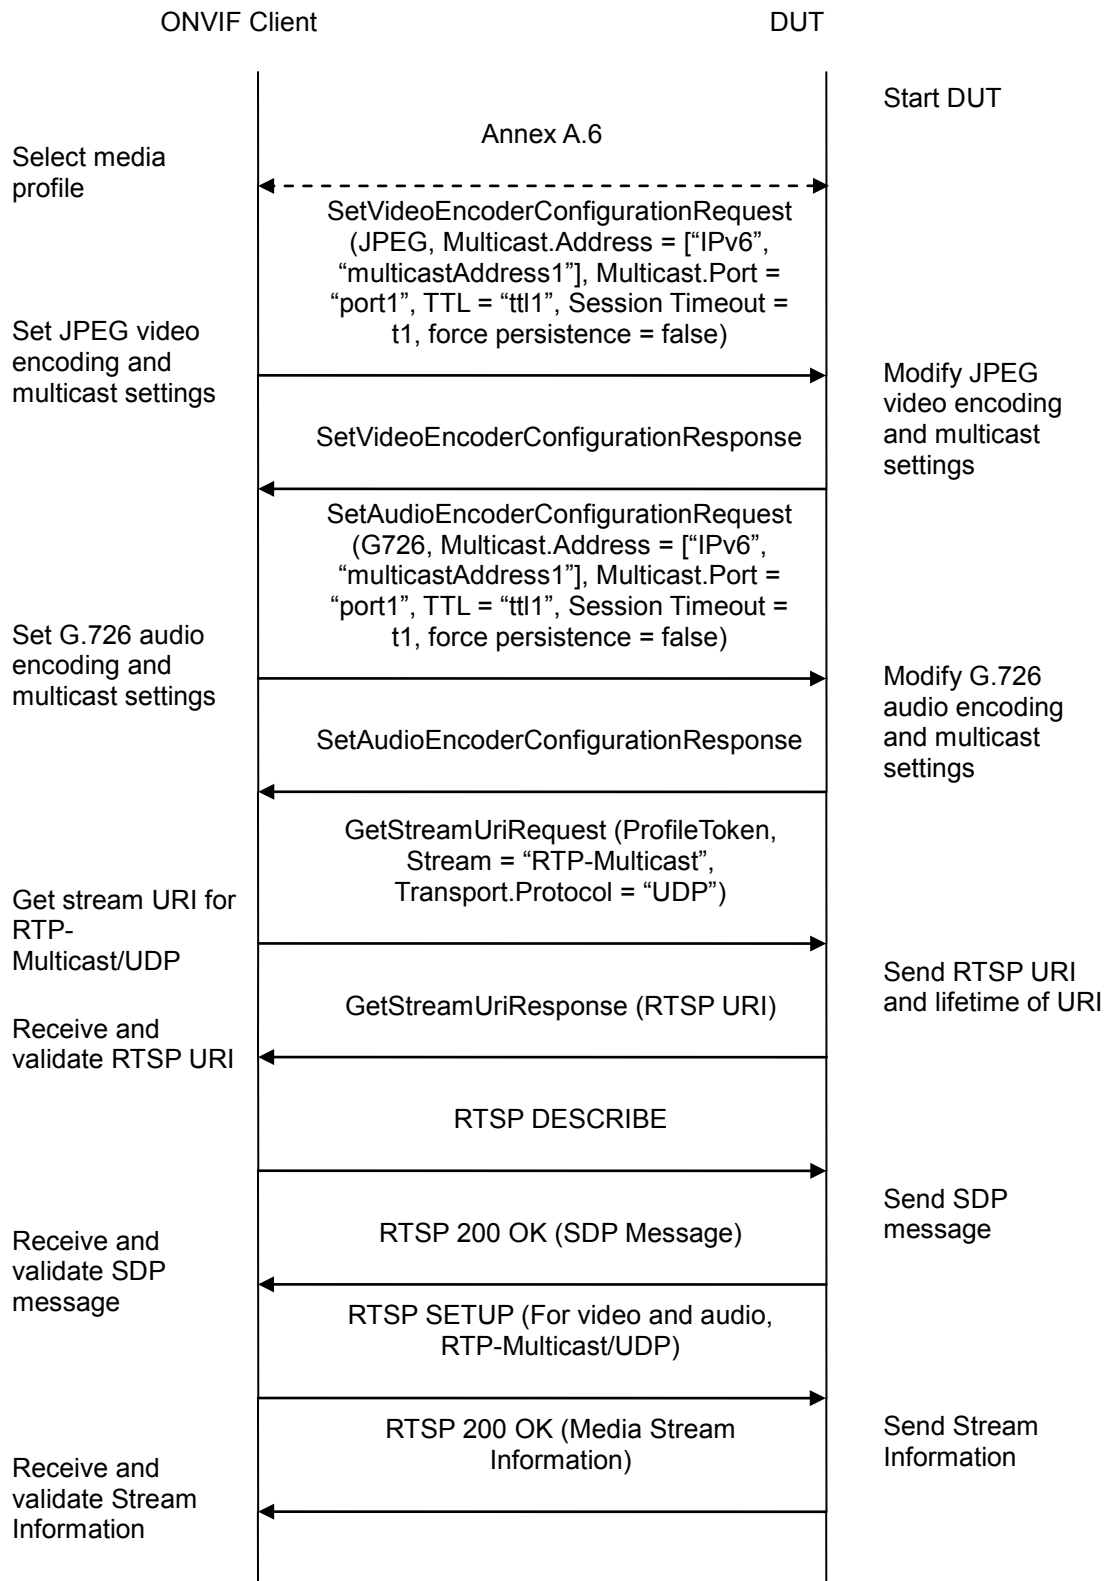 ONVIF Client
DUT
Start DUT
Annex A.6
Select media
profile
SetVideoEncoderConfigurationRequest
(JPEG, Multicast.Address = [“IPv6”,
“multicastAddress1”], Multicast.Port =
“port1”, TTL = “ttl1”, Session Timeout =
t1, force persistence = false)
Set JPEG video
encoding and
multicast settings
Modify JPEG
video encoding
and multicast
settings
SetVideoEncoderConfigurationResponse
SetAudioEncoderConfigurationRequest
(G726, Multicast.Address = [“IPv6”,
“multicastAddress1”], Multicast.Port =
“port1”, TTL = “ttl1”, Session Timeout =
t1, force persistence = false)
Set G.726 audio
encoding and
multicast settings
Modify G.726
audio encoding
and multicast
settings
SetAudioEncoderConfigurationResponse
GetStreamUriRequest (ProfileToken,
Stream = “RTP-Multicast”,
Transport.Protocol = “UDP”)
Get stream URI for
RTP-
Multicast/UDP
Send RTSP URI
and lifetime of URI
GetStreamUriResponse (RTSP URI)
Receive and
validate RTSP URI
RTSP DESCRIBE
Send SDP
message
RTSP 200 OK (SDP Message)
Receive and
validate SDP
message
RTSP SETUP (For video and audio,
RTP-Multicast/UDP)
Send Stream
Information
RTSP 200 OK (Media Stream
Information)
Receive and
validate Stream
Information